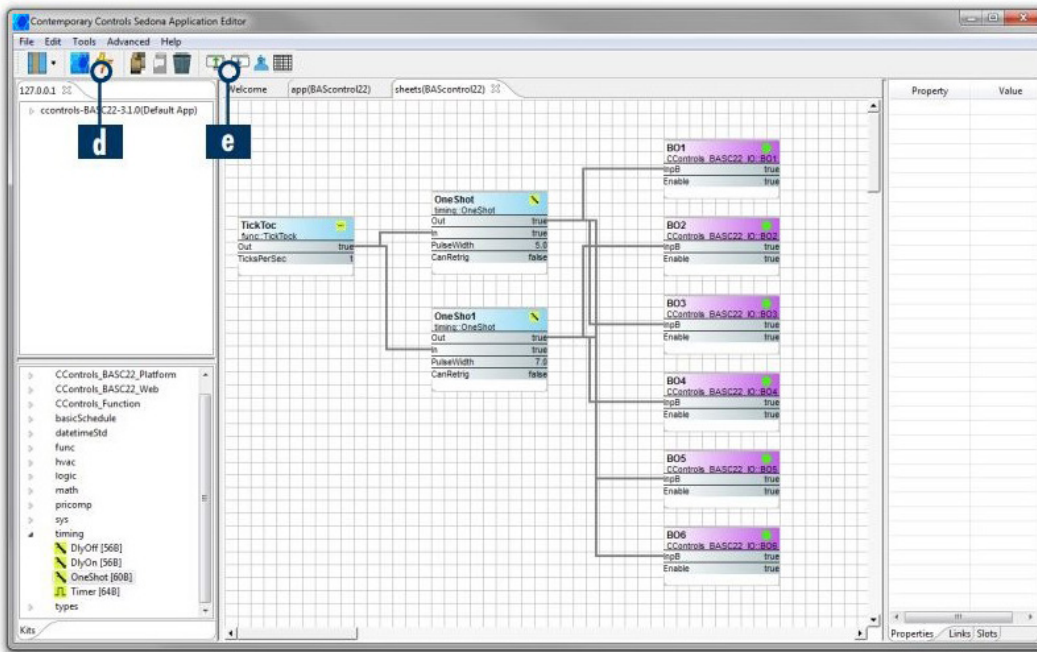 Contemporary Controls Sedona Application Editor
File Edit Tools Advanced Help
d
e
127.0.0.1
Welcome app(BAScontrol22) sheets(BAScontrol22)
Property Value
ccontrols-BASC22-3.1.0(Default App)
TickToc
func::TickTock
Out true
TicksPerSec 1
OneShot
timing::OneShot
Out true
In true
PulseWidth 5.0
CanRetrig false
OneSho1
timing::OneShot
Out true
In true
PulseWidth 7.0
CanRetrig false
BO1
CControls_BASC22_IO::BO1
InpB true
Enable true
BO2
CControls_BASC22_IO::BO2
InpB true
Enable true
BO3
CControls_BASC22_IO::BO3
InpB true
Enable true
BO4
CControls_BASC22_IO::BO4
InpB true
Enable true
BO5
CControls_BASC22_IO::BO5
InpB true
Enable true
BO6
CControls_BASC22_IO::BO6
InpB true
Enable true
CControls_BASC22_Platform
CControls_BASC22_Web
CControls_Function
basicSchedule
datetimeStd
func
hvac
logic
math
pricomp
sys
timing
DlyOff [56B]
DlyOn [56B]
OneShot [60B]
Timer [64B]
types
Kits
Properties Links Slots